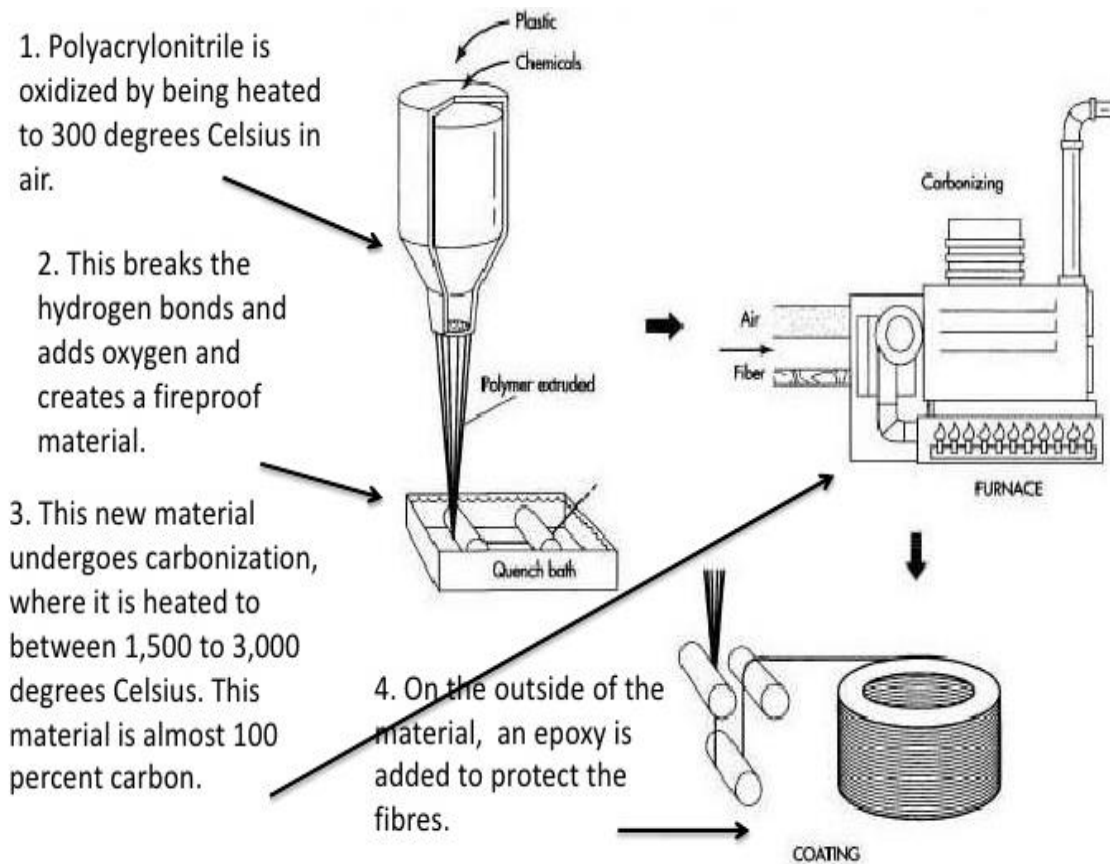 1. Polyacrylonitrile is
oxidized by being heated
to 300 degrees Celsius in
air.
2. This breaks the
hydrogen bonds and
adds oxygen and
creates a fireproof
material.
3. This new material
undergoes carbonization,
where it is heated to
between 1,500 to 3,000
degrees Celsius. This
material is almost 100
percent carbon.
Plastic
Chemicals
Polymer extruded
Quench bath
Carbonizing
Air
Fiber
FURNACE
4. On the outside of the
material,  an epoxy is
added to protect the
fibres.
COATING